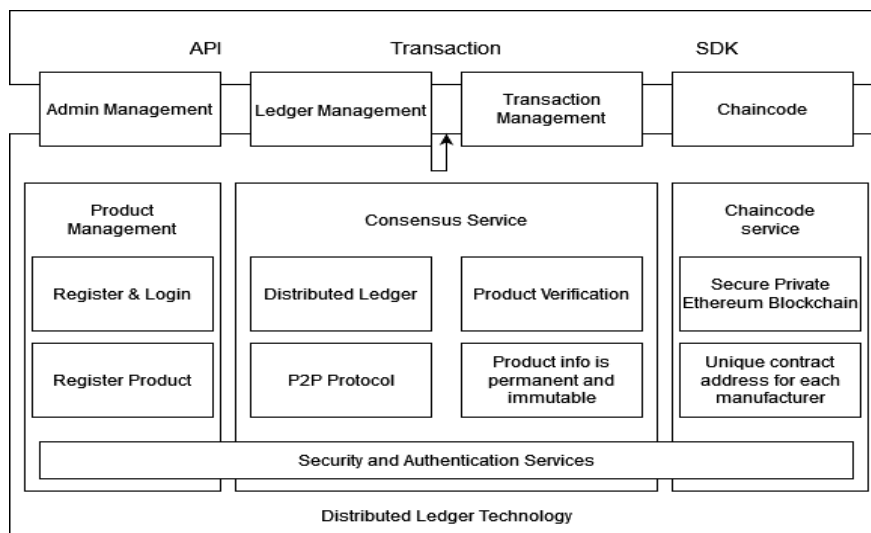 API Transaction SDK
Admin Management
Ledger Management
Transaction
Management
Chaincode
Product
Management
Consensus Service
Chaincode
service
Register & Login
Distributed Ledger
Product Verification
Secure Private
Ethereum Blockchain
Register Product
P2P Protocol
Product info is
permanent and
immutable
Unique contract
address for each
manufacturer
Security and Authentication Services
Distributed Ledger Technology